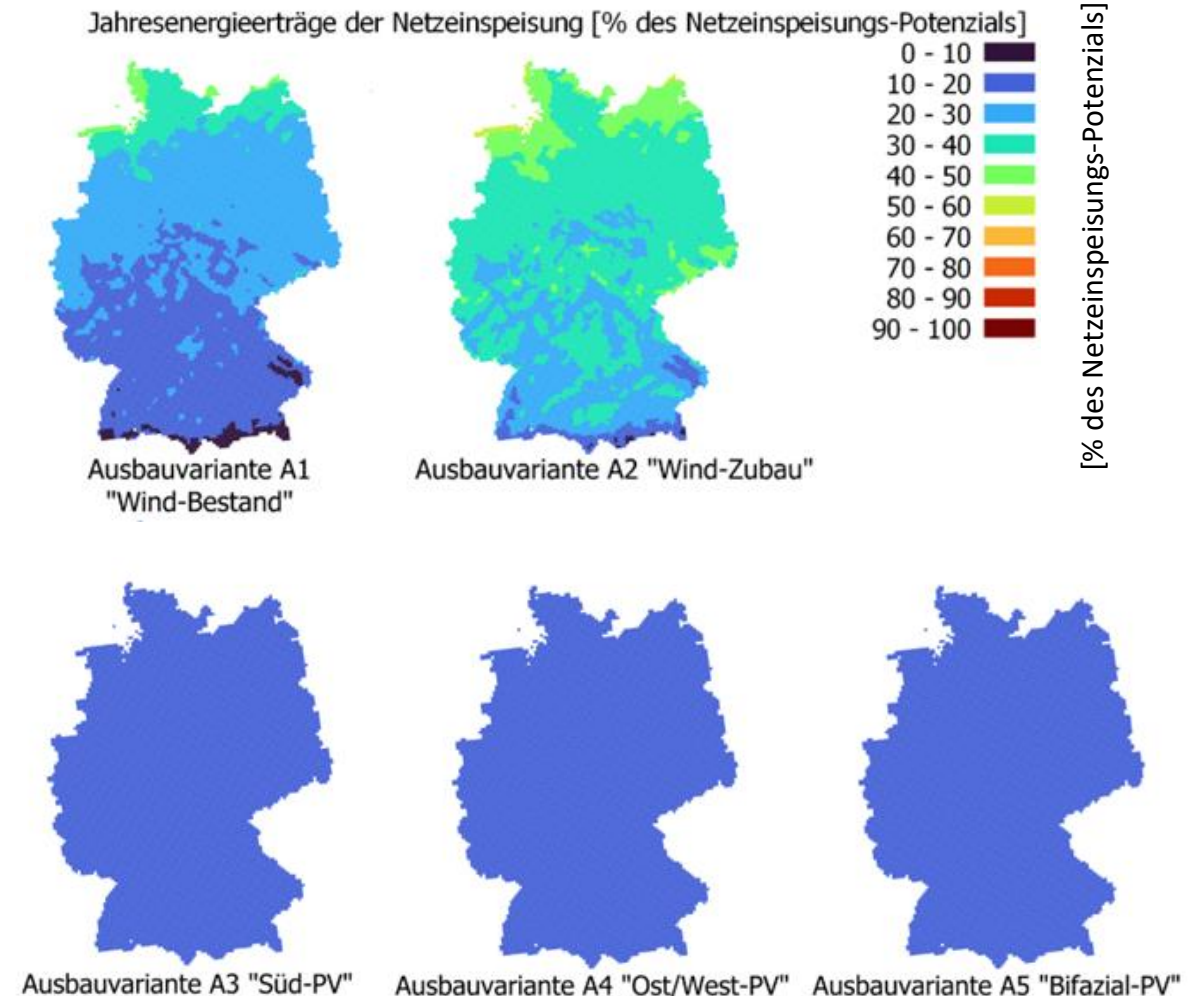 Jahresenergieerträge der Netzeinspeisung [% des Netzeinspeisungs-Potenzials]
0 - 10
10 - 20
20 - 30
30 - 40
40 - 50
50 - 60
60 - 70
70 - 80
80 - 90
90 - 100
[% des Netzeinspeisungs-Potenzials]
Ausbauvariante A1
"Wind-Bestand"
Ausbauvariante A2 "Wind-Zubau"
Ausbauvariante A3 "Süd-PV"
Ausbauvariante A4 "Ost/West-PV"
Ausbauvariante A5 "Bifazial-PV"